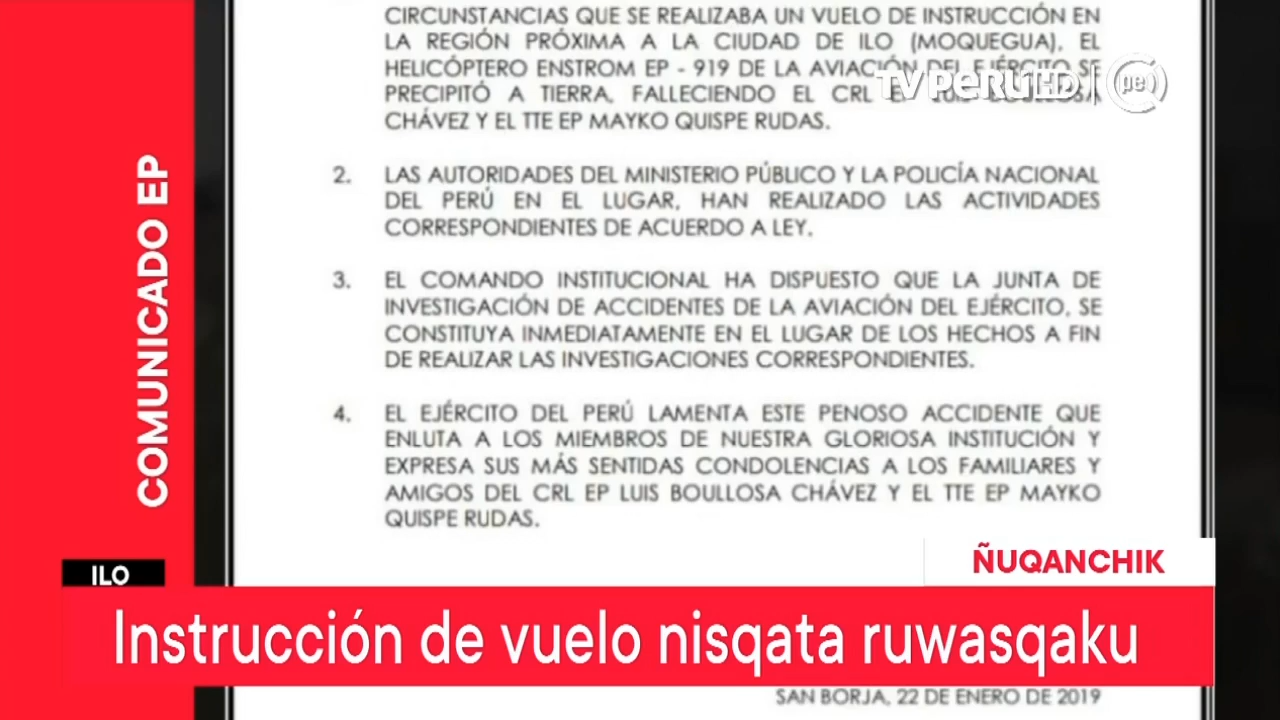 CIRCUNSTANCIAS QUE SE REALIZABA UN VUELO DE INSTRUCCIÓN EN
LA REGIÓN PRÓXIMA A LA CIUDAD DE ILO (MOQUEGUA), EL
HELICÓPTERO ENSTROM EP - 919 DE LA AVIACIÓN DEL EJÉRCITO SE
PRECIPITÓ A TIERRA, FALLECIENDO EL CRL
CHÁVEZ Y EL TTE EP MAYKO QUISPE RUDAS.
TVPERÚ HD | pe
2. LAS AUTORIDADES DEL MINISTERIO PÚBLICO Y LA POLICÍA NACIONAL
DEL PERÚ EN EL LUGAR, HAN REALIZADO LAS ACTIVIDADES
CORRESPONDIENTES DE ACUERDO A LEY.
3. EL COMANDO INSTITUCIONAL HA DISPUESTO QUE LA JUNTA DE
INVESTIGACIÓN DE ACCIDENTES DE LA AVIACIÓN DEL EJÉRCITO, SE
CONSTITUYA INMEDIATAMENTE EN EL LUGAR DE LOS HECHOS A FIN
DE REALIZAR LAS INVESTIGACIONES CORRESPONDIENTES.
4. EL EJÉRCITO DEL PERÚ LAMENTA ESTE PENOSO ACCIDENTE QUE
ENLUTA A LOS MIEMBROS DE NUESTRA GLORIOSA INSTITUCIÓN Y
EXPRESA SUS MÁS SENTIDAS CONDOLENCIAS A LOS FAMILIARES Y
AMIGOS DEL CRL EP LUIS BOULLOSA CHÁVEZ Y EL TTE EP MAYKO
QUISPE RUDAS.
COMUNICADO EP
ÑUQANCHIK
ILO
Instrucción de vuelo nisqata ruwasqaku
SAN BORJA, 22 DE ENERO DE 2019